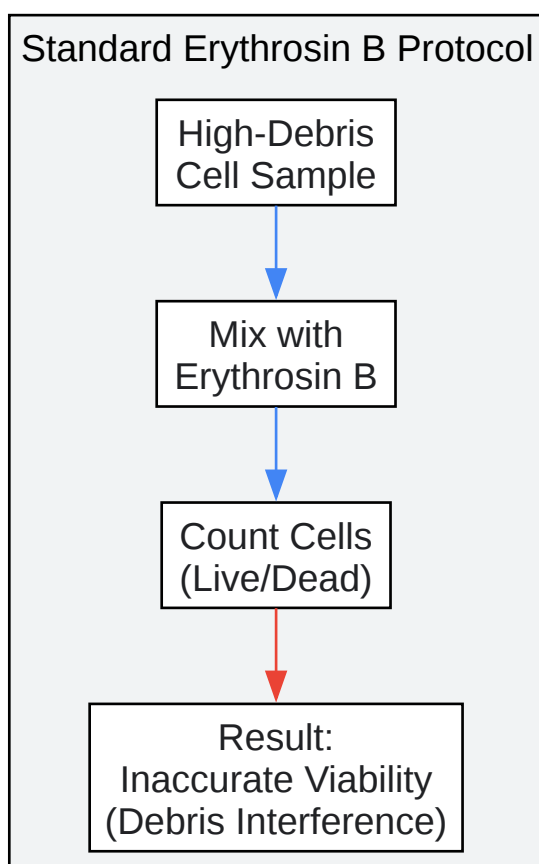 Standard Erythrosin B Protocol
High-Debris
Cell Sample
Mix with
Erythrosin B
Count Cells
(Live/Dead)
Result:
Inaccurate Viability
(Debris Interference)